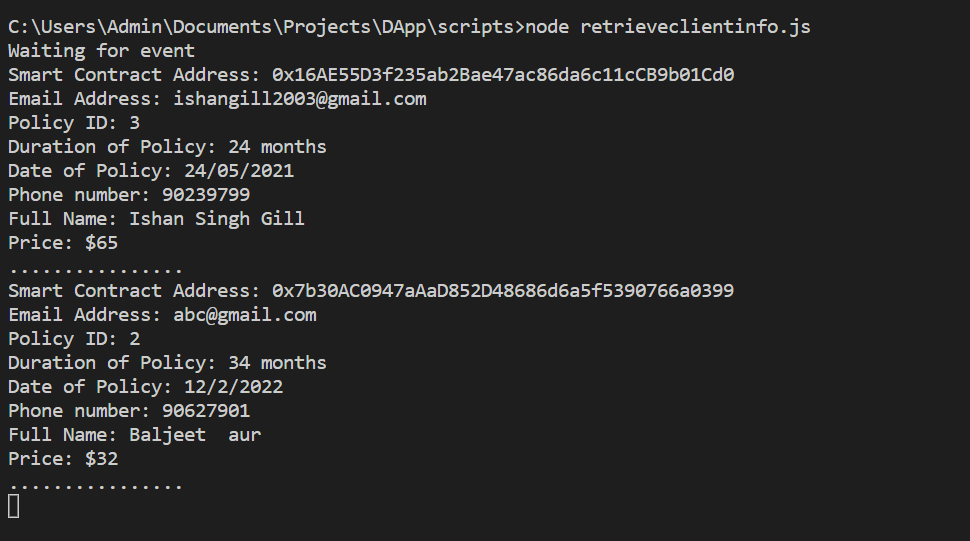 C:\Users\Admin\Documents\Projects\DApp\scripts>node retrieveclientinfo.js
Waiting for event
Smart Contract Address: 0x16AE55D3f235ab2Bae47ac86da6c11cCB9b01Cd0
Email Address: ishangill2003@gmail.com
Policy ID: 3
Duration of Policy: 24 months
Date of Policy: 24/05/2021
Phone number: 90239799
Full Name: Ishan Singh Gill
Price: $65
................
Smart Contract Address: 0x7b30AC0947aAaD852D48686d6a5f5390766a0399
Email Address: abc@gmail.com
Policy ID: 2
Duration of Policy: 34 months
Date of Policy: 12/2/2022
Phone number: 90627901
Full Name: Baljeet  aur
Price: $32
................